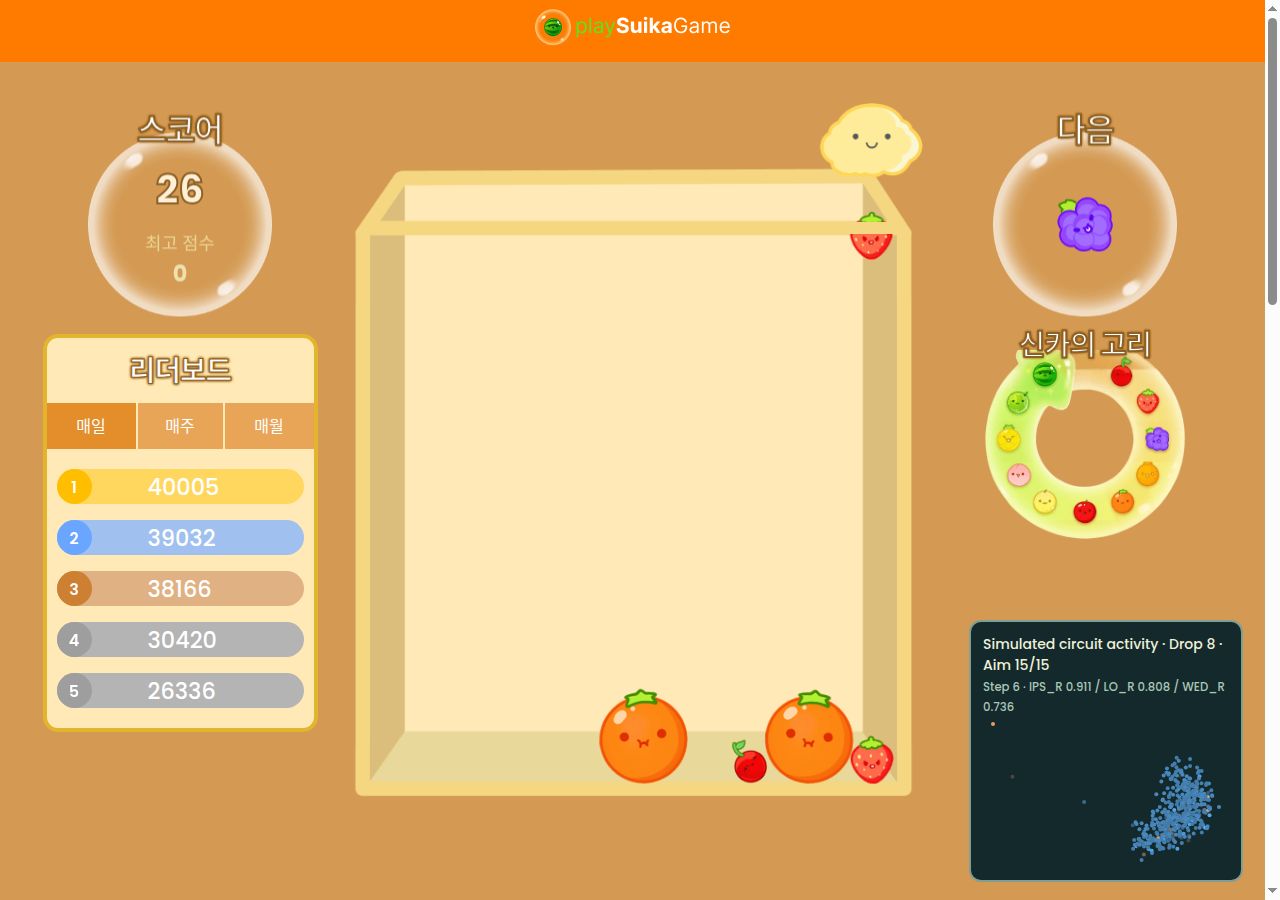 playSuikaGame
스코어
26
최고 점수
0
다음
신카의 고리
리더보드
매일 매주 매월
1 40005
2 39032
3 38166
4 30420
5 26336
Simulated circuit activity · Drop 8 ·
Aim 15/15
Step 6 · IPS_R 0.911 / LO_R 0.808 / WED_R
0.736